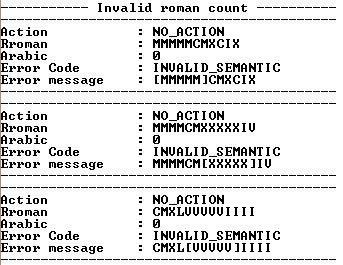 ------------ Invalid roman count ------------
Action : NO_ACTION
Rroman : MMMMMCMXCIX
Arabic : 0
Error Code : INVALID_SEMANTIC
Error message : [MMMMM]CMXCIX
Action : NO_ACTION
Rroman : MMMMCMXXXXXIV
Arabic : 0
Error Code : INVALID_SEMANTIC
Error message : MMMMCM[XXXXX]IV
Action : NO_ACTION
Rroman : CMXLVVVVVIIII
Arabic : 0
Error Code : INVALID_SEMANTIC
Error message : CMXL[VVVVV]IIII